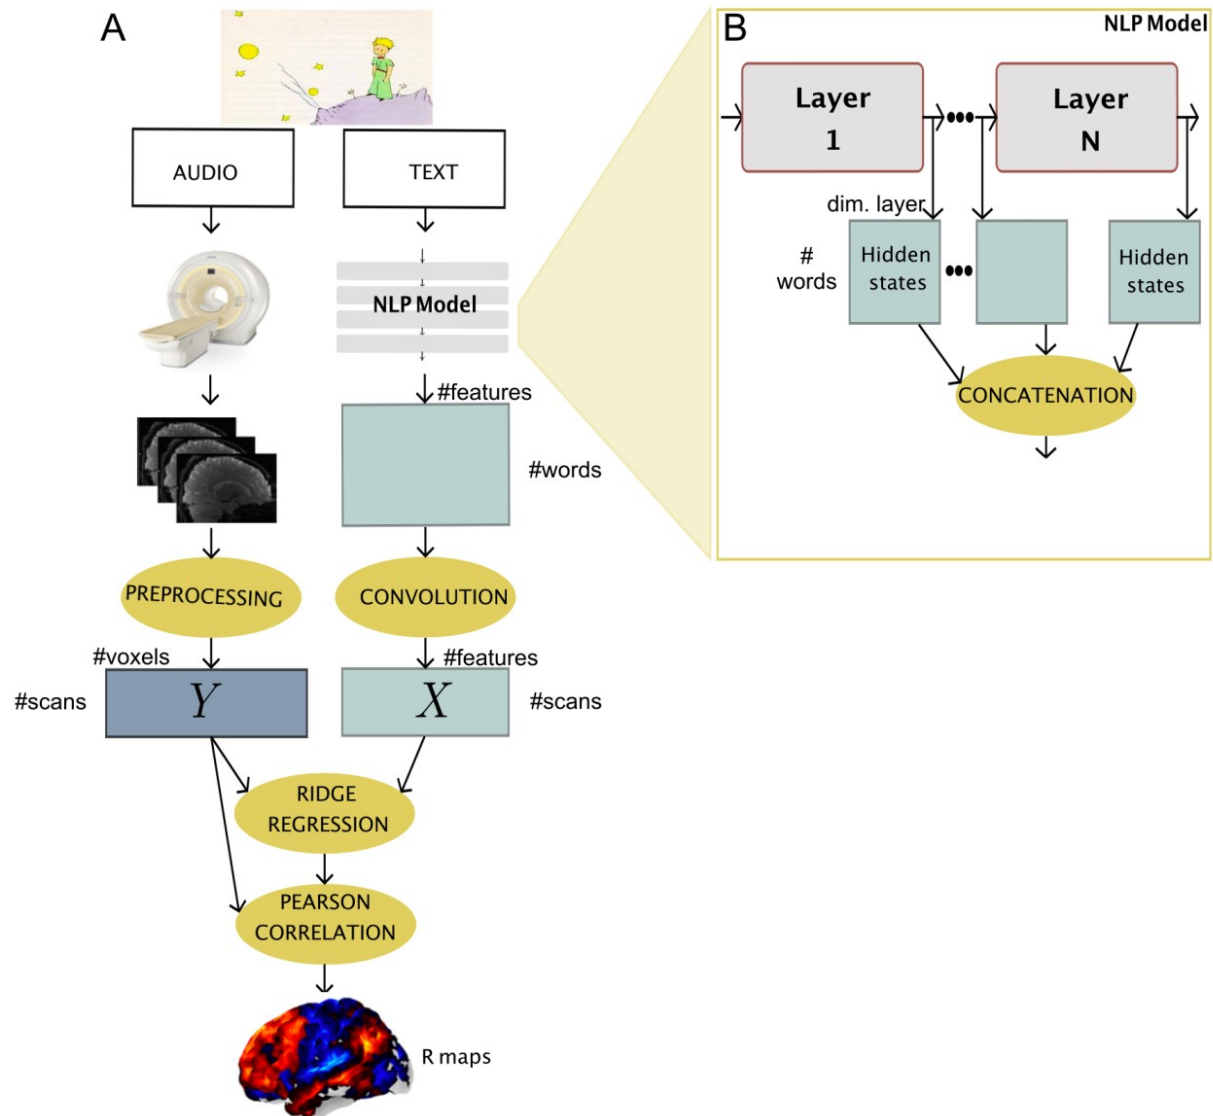 A
AUDIO
TEXT
NLP Model
#features
#words
PREPROCESSING
CONVOLUTION
#voxels
#features
#scans
Y
X
#scans
RIDGE
REGRESSION
PEARSON
CORRELATION
R maps
B
NLP Model
Layer
1
Layer
N
dim. layer
#
words
Hidden
states
Hidden
states
CONCATENATION